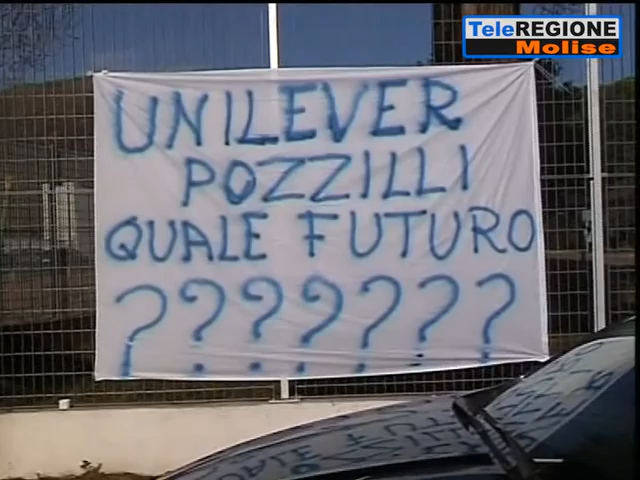 TeleREGIONE
Molise
UNILEVER
POZZILLI
QUALE FUTURO
???????